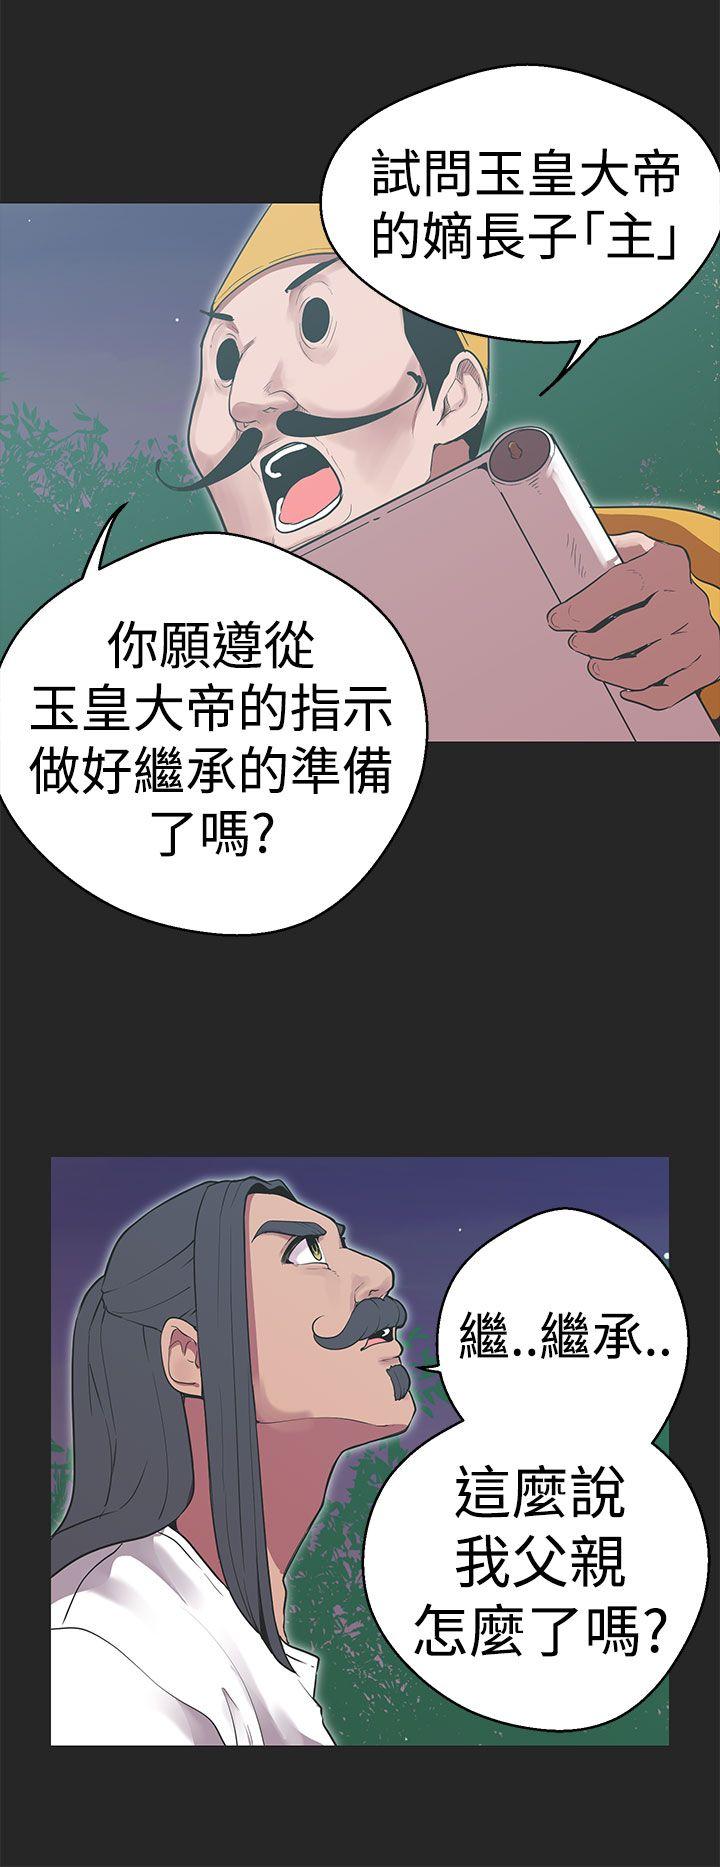 試問玉皇大帝
的嫡長子「主」
你願遵從
玉皇大帝的指示
做好繼承的準備
了嗎?
繼..繼承..
這麼說
我父親
怎麼了嗎?